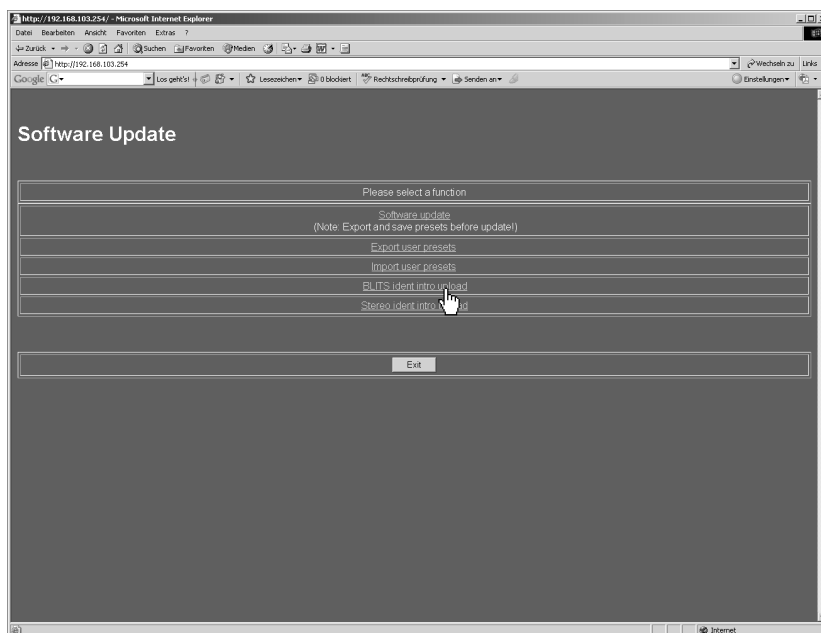 http://192.168.103.254/ - Microsoft Internet Explorer
Datei Bearbeiten Ansicht Favoriten Extras ?
Zurück Suchen Favoriten Medien
Adresse http://192.168.103.254 Wechseln zu Links
Google G Los geht's! Lesezeichen 0 blockiert Rechtschreibprüfung Senden an Einstellungen
Software Update
Please select a function
Software update
(Note: Export and save presets before update!)
Export user presets
Import user presets
BLITS ident intro upload
Stereo ident intro
Exit
Internet